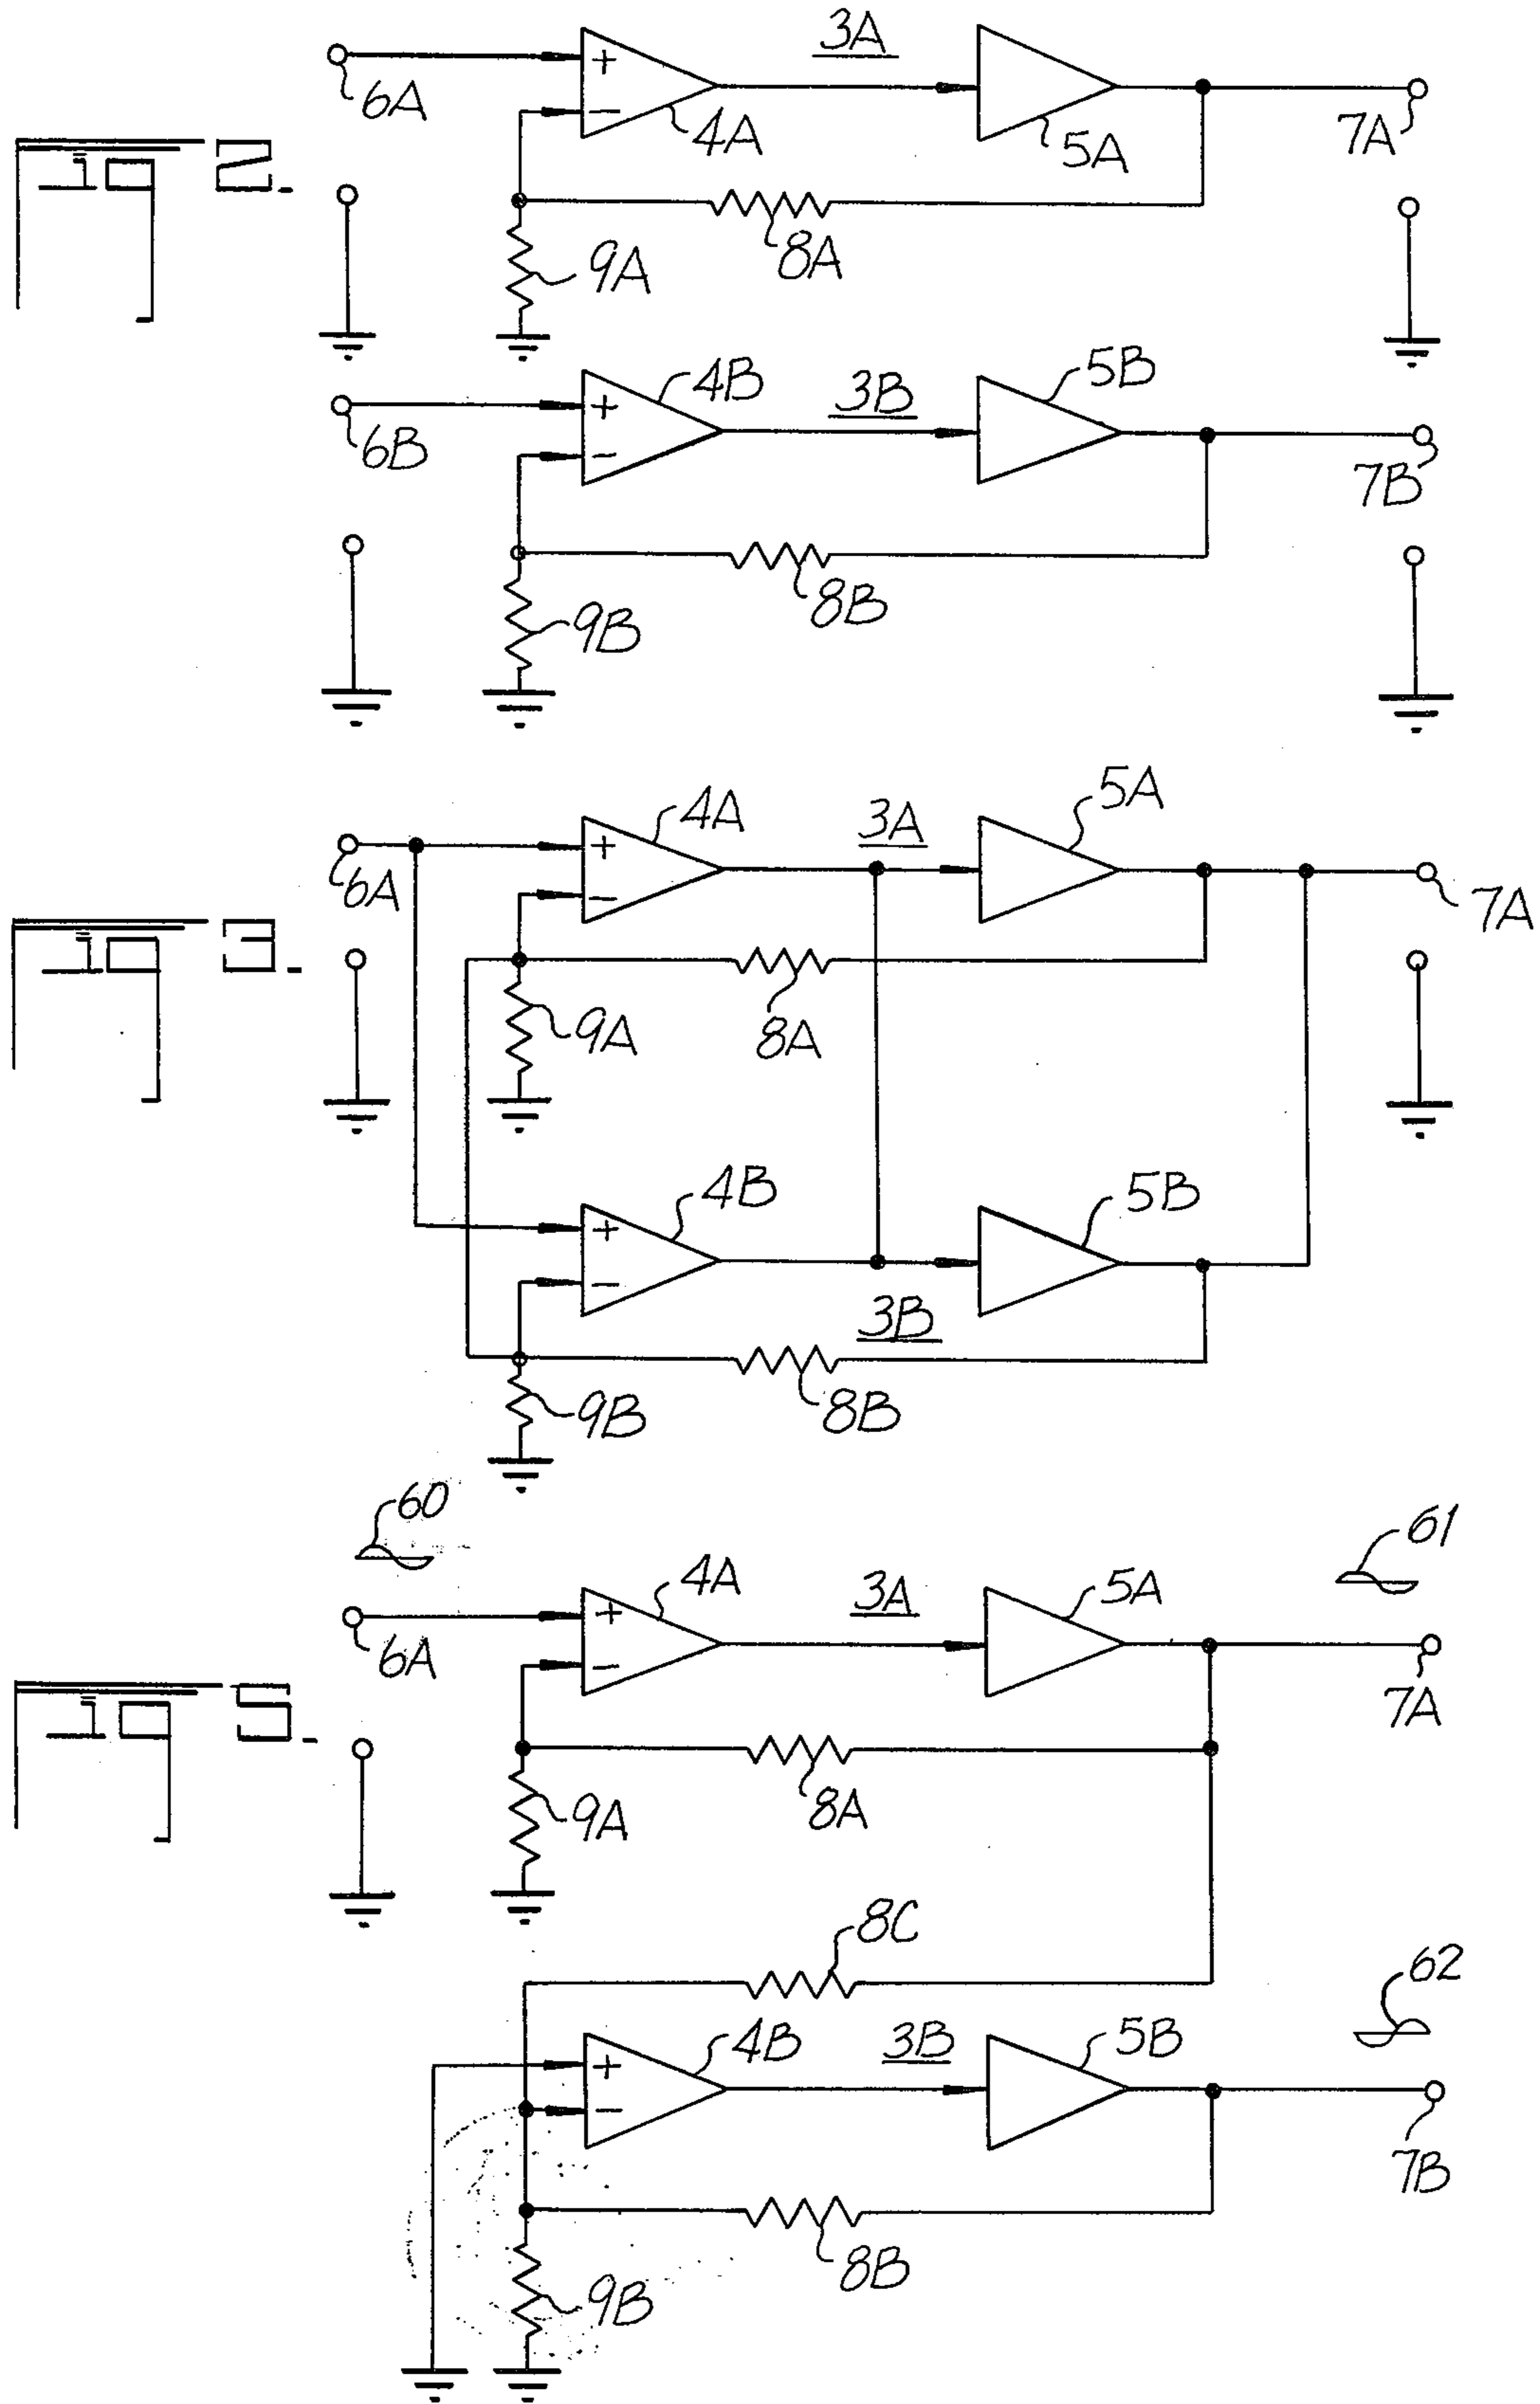 Fig 2.
3A
6A
+
−
4A
5A
7A
8A
9A
4B
3B
5B
6B
+
−
7B
8B
9B
Fig 3.
4A
3A
5A
6A
+
−
7A
9A
8A
4B
5B
+
−
3B
9B
8B
Fig 5.
60
61
4A
3A
5A
6A
+
−
7A
9A
8A
8C
62
4B
3B
5B
+
−
7B
9B
8B